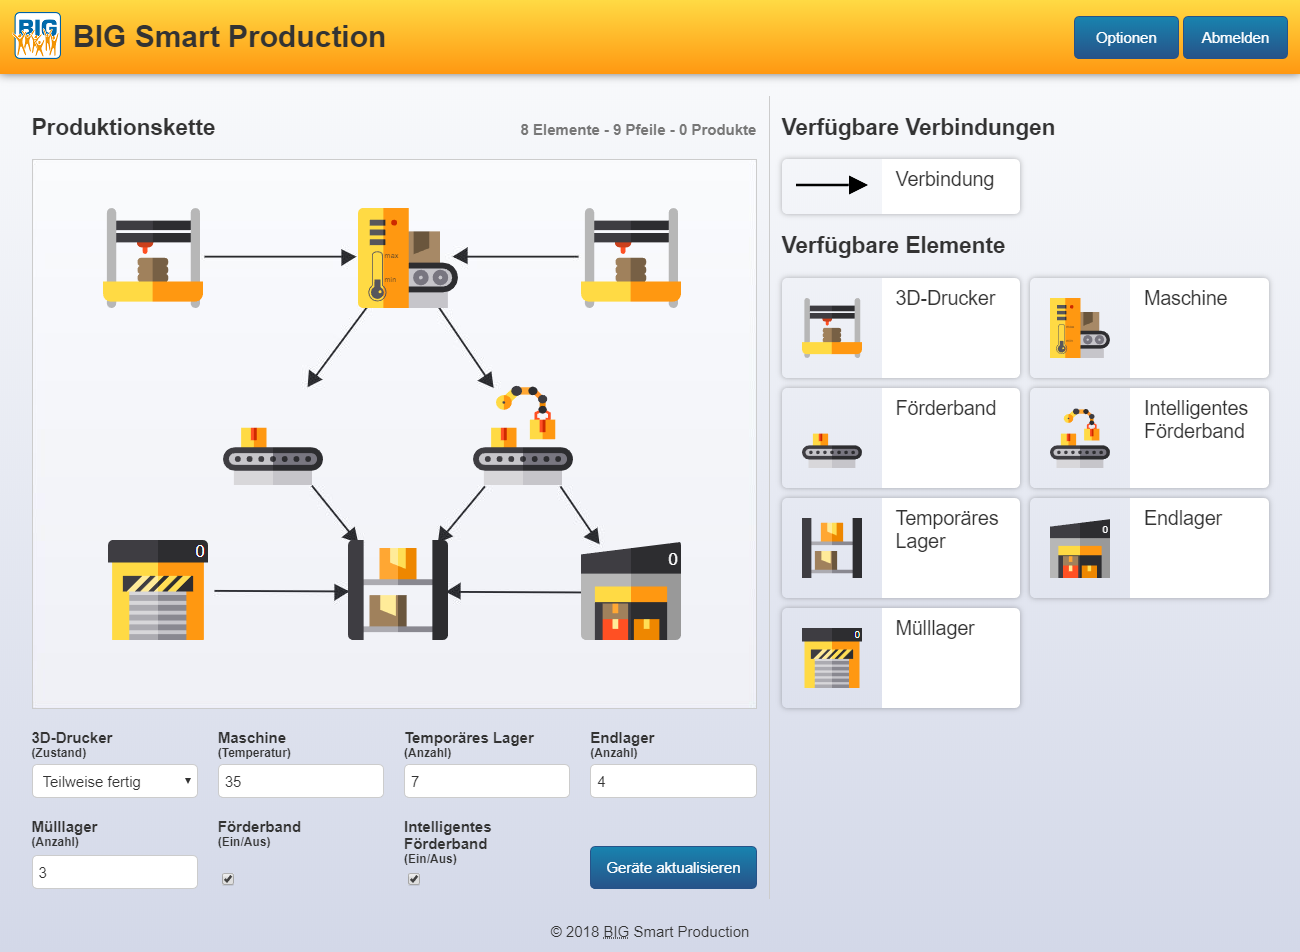 BIG
BIG Smart Production
Optionen
Abmelden
Produktionskette
8 Elemente - 9 Pfeile - 0 Produkte
max
min
0
0
3D-Drucker
(Zustand)
Teilweise fertig
Maschine
(Temperatur)
35
Temporäres Lager
(Anzahl)
7
Endlager
(Anzahl)
4
Mülllager
(Anzahl)
3
Förderband
(Ein/Aus)
Intelligentes
Förderband
(Ein/Aus)
Geräte aktualisieren
Verfügbare Verbindungen
Verbindung
Verfügbare Elemente
3D-Drucker
max
min
Maschine
Förderband
Intelligentes
Förderband
Temporäres
Lager
0
Endlager
0
Mülllager
© 2018 BIG Smart Production